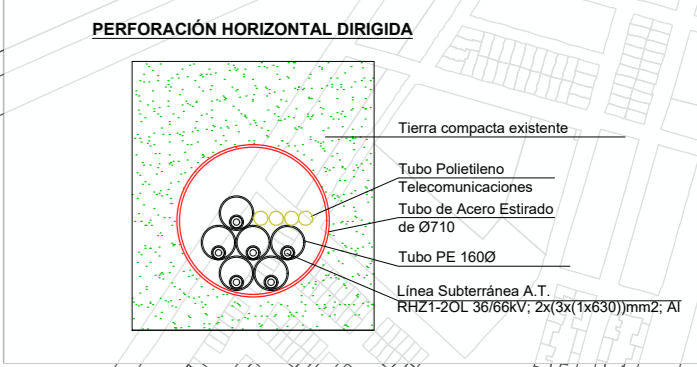 PERFORACIÓN HORIZONTAL DIRIGIDA
Tierra compacta existente
Tubo Polietileno
Telecomunicaciones
Tubo de Acero Estirado
de Ø710
Tubo PE 160Ø
Línea Subterránea A.T.
RHZ1-2OL 36/66kV; 2x(3x(1x630))mm2; Al